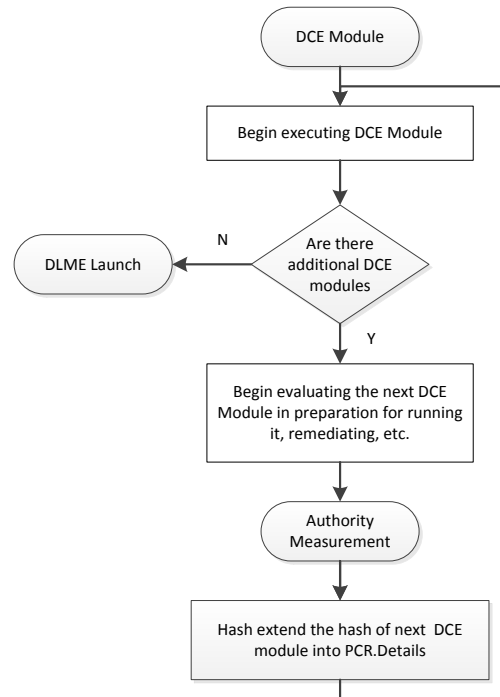 DCE Module
Begin executing DCE Module
Are there
additional DCE
modules
N
DLME Launch
Y
Begin evaluating the next DCE
Module in preparation for running
it, remediating, etc.
Authority
Measurement
Hash extend the hash of next DCE
module into PCR.Details